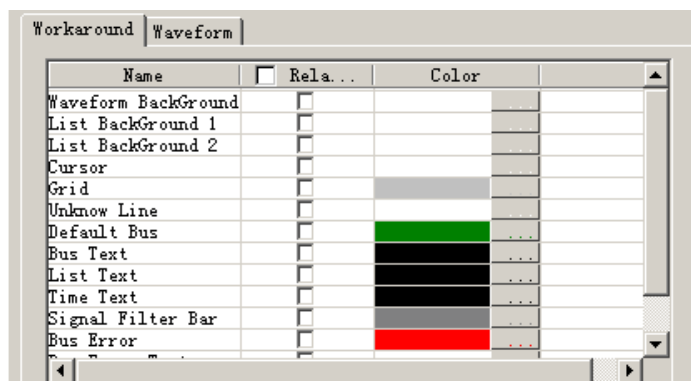 Workaround Waveform
Name Rela... Color
Waveform BackGround ...
List BackGround 1 ...
List BackGround 2 ...
Cursor ...
Grid ...
Unknow Line ...
Default Bus ...
Bus Text ...
List Text ...
Time Text ...
Signal Filter Bar ...
Bus Error ...